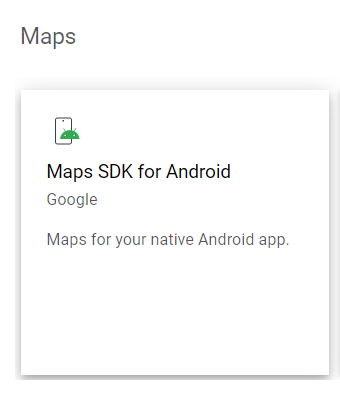 Maps
Maps SDK for Android
Google
Maps for your native Android app.